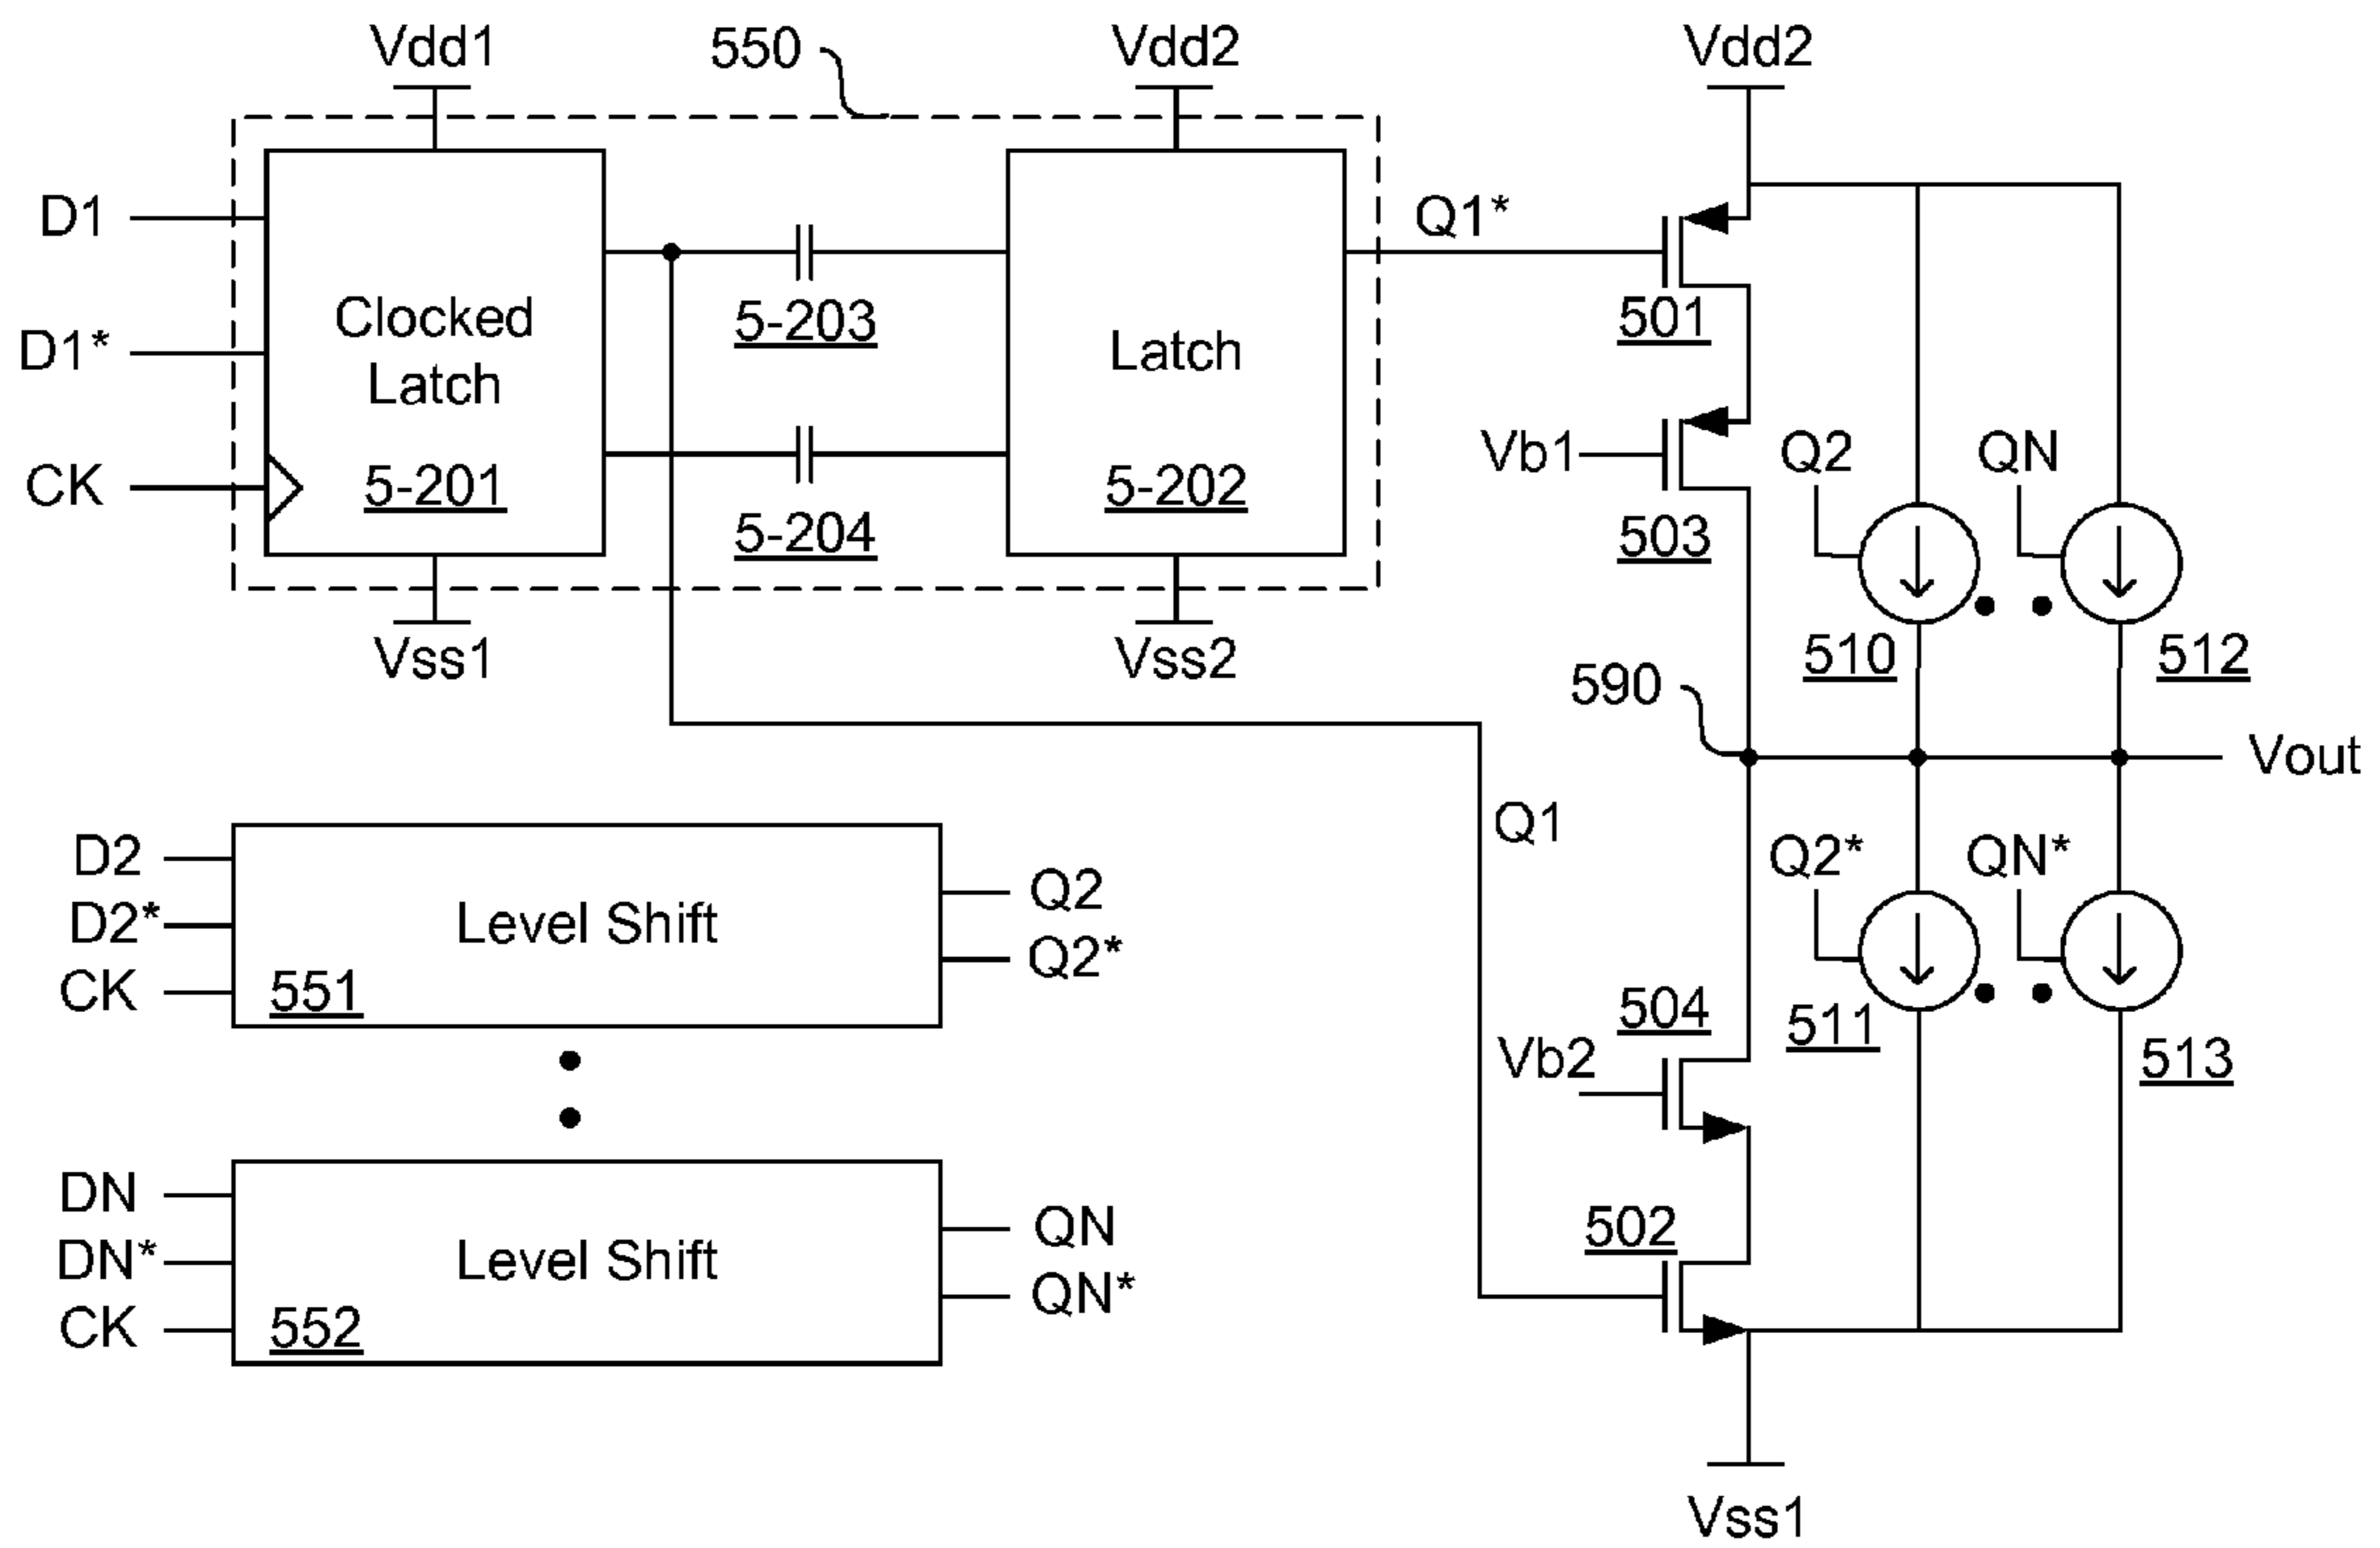 Vdd1
550
Vdd2
Vdd2
D1
D1*
CK
Clocked
Latch
5-201
5-203
5-204
Latch
5-202
Vss1
Vss2
Q1*
501
Vb1
503
Q2
QN
510
512
590
Vout
Q1
Q2*
QN*
511
513
504
Vb2
502
Vss1
D2
D2*
CK
Level Shift
551
Q2
Q2*
DN
DN*
CK
Level Shift
552
QN
QN*